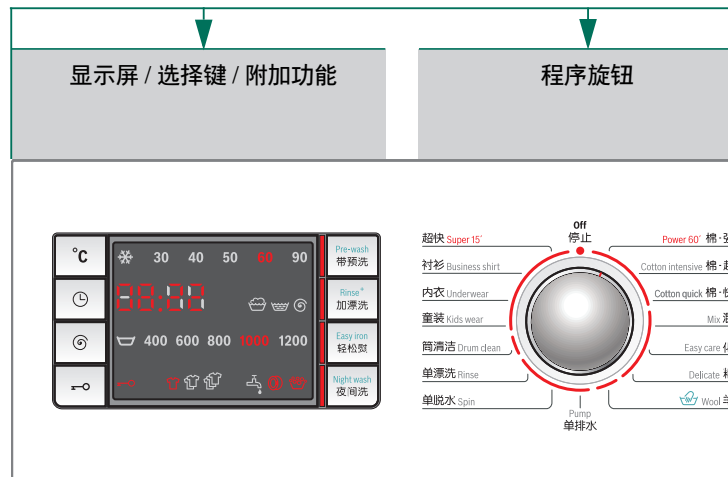 显示屏 / 选择键 / 附加功能
程序旋钮
°C
30 40 50 60 90
400 600 800 1000 1200
Pre-wash
带预洗
Rinse+
加漂洗
Easy iron
轻松熨
Night wash
夜间洗
Off
停止
超快 Super 15'
衬衫 Business shirt
内衣 Underwear
童装 Kids wear
筒清洁 Drum clean
单漂洗 Rinse
单脱水 Spin
Pump
单排水
Power 60' 棉·
Cotton intensive 棉·
Cotton quick 棉·
Mix
Easy care
Delicate
Wool